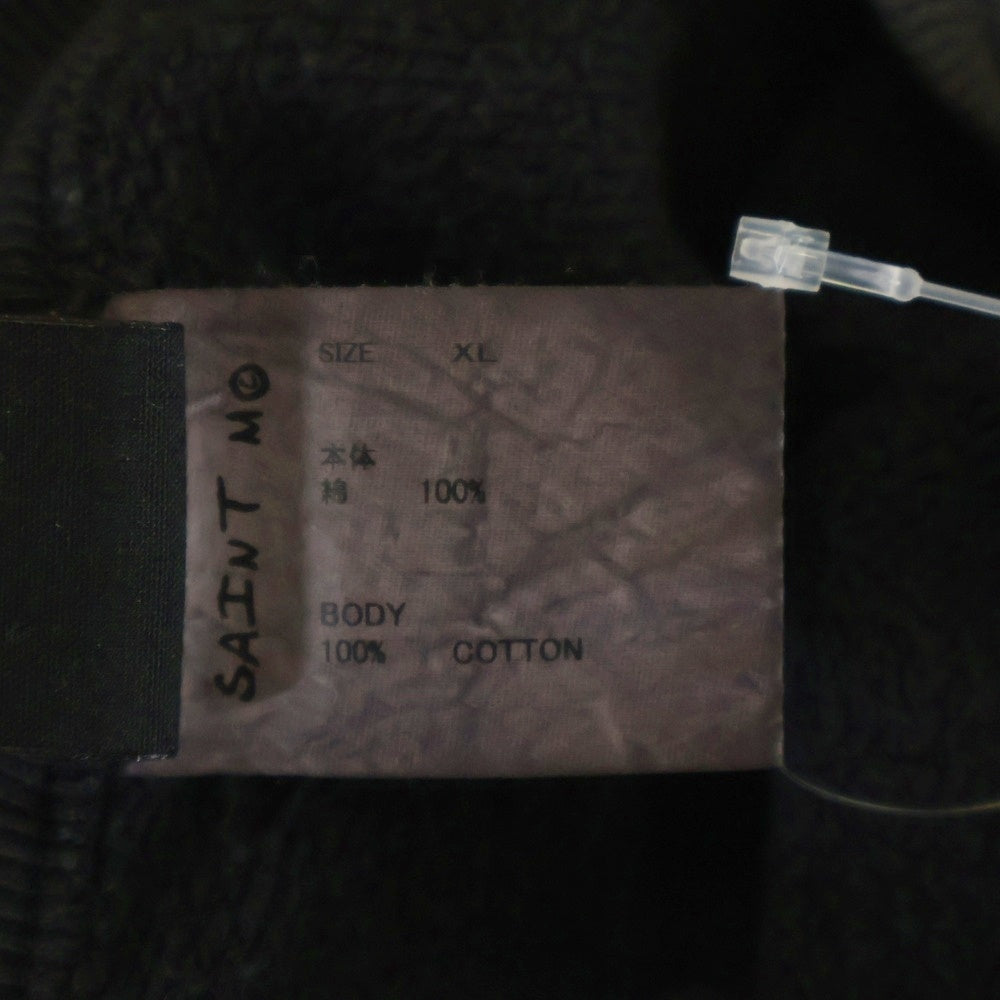 SAINT M©
SIZE XL
本体
綿 100%
BODY
100% COTTON